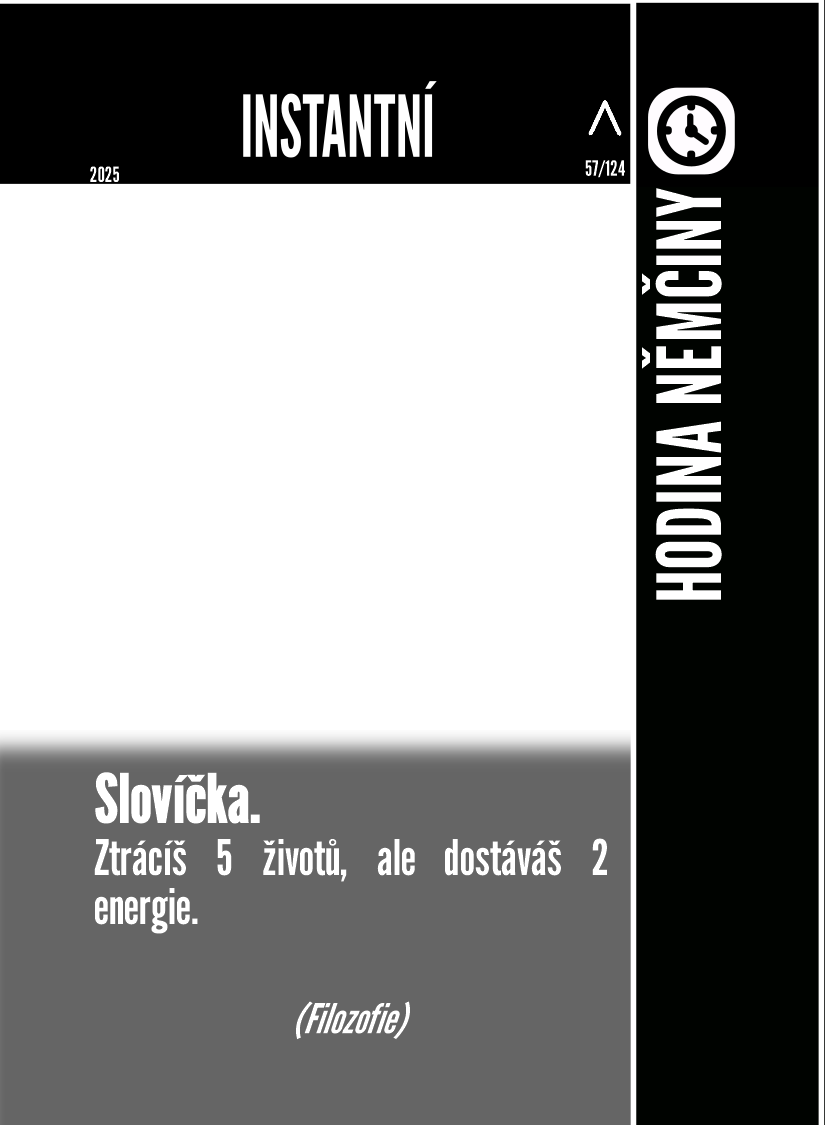 INSTANTNÍ
2025
57/124
HODINA NĚMČINY
Slovíčka.
Ztrácíš 5 životů, ale dostáváš 2
energie.
(Filozofie)